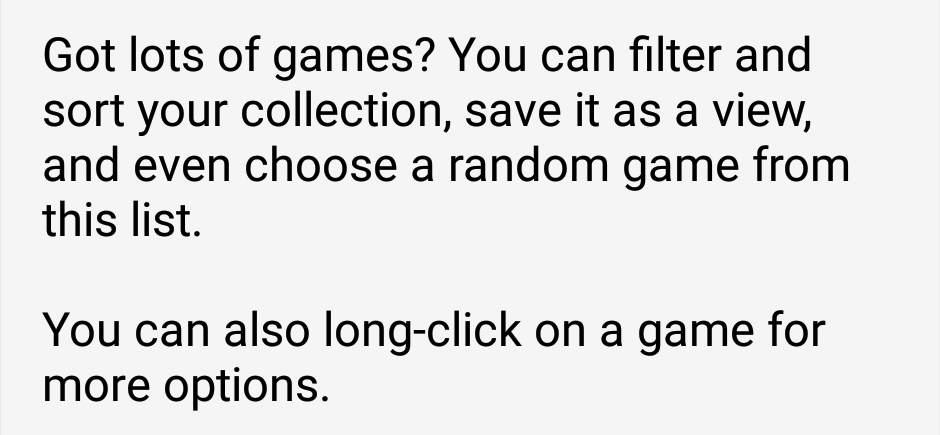 Got lots of games? You can filter and
sort your collection, save it as a view,
and even choose a random game from
this list.
You can also long-click on a game for
more options.